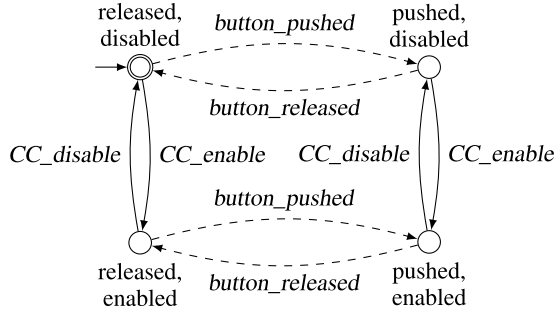 released,
disabled
button_pushed
pushed,
disabled
button_released
CC_disable
CC_enable
CC_disable
CC_enable
button_pushed
released,
enabled
button_released
pushed,
enabled